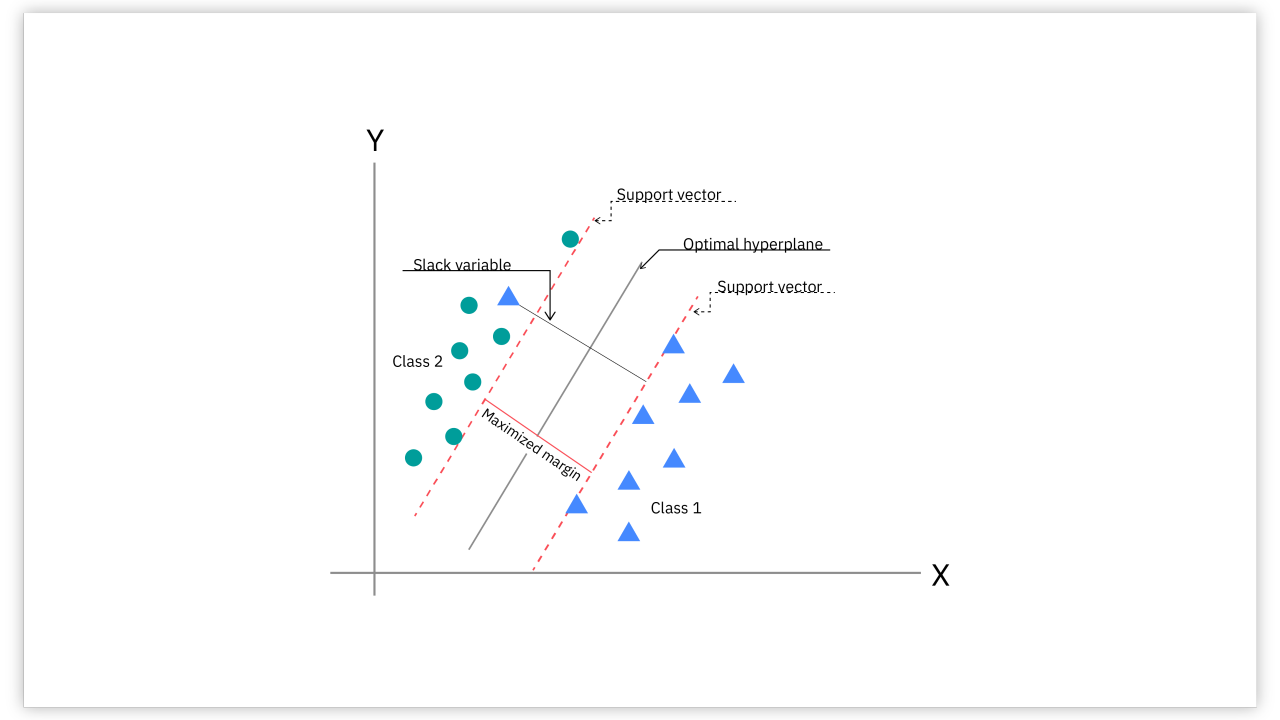 Y
Support vector
Optimal hyperplane
Slack variable
Support vector
Class 2
Maximized margin
Class 1
X